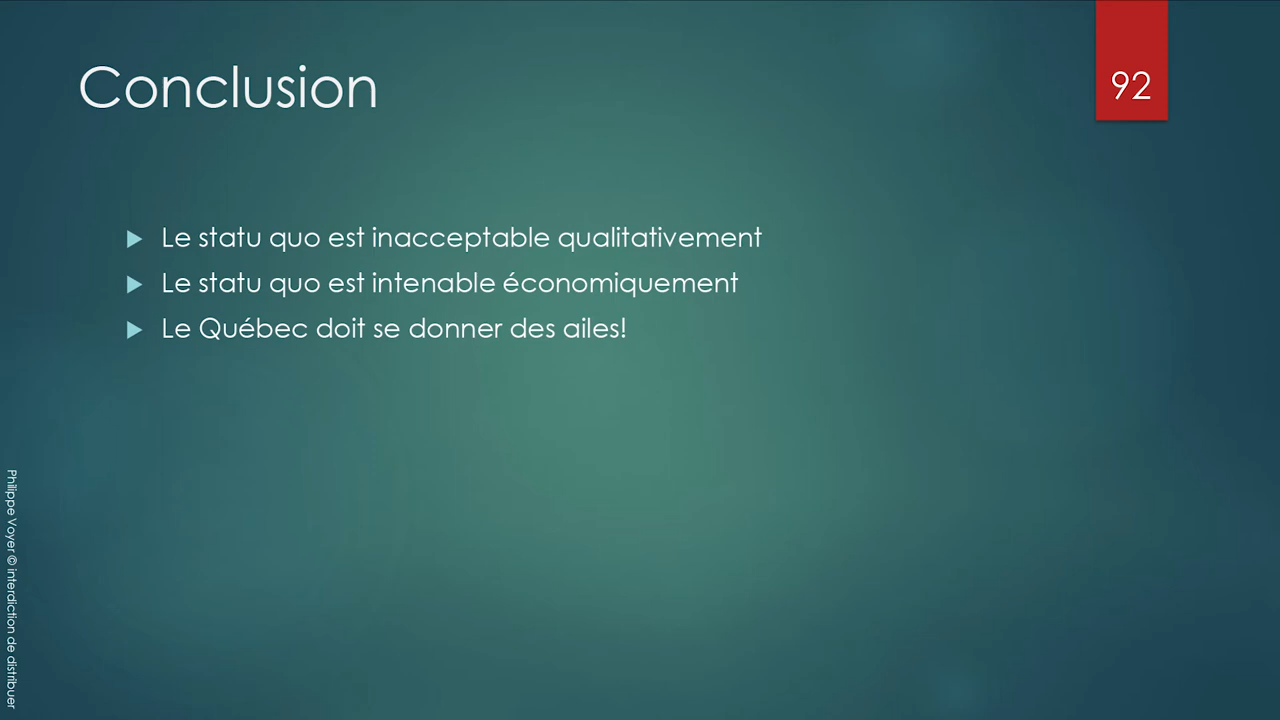 Conclusion
92
Le statu quo est inacceptable qualitativement
Le statu quo est intenable économiquement
Le Québec doit se donner des ailes!
Philippe Voyer © interdiction de distribuer